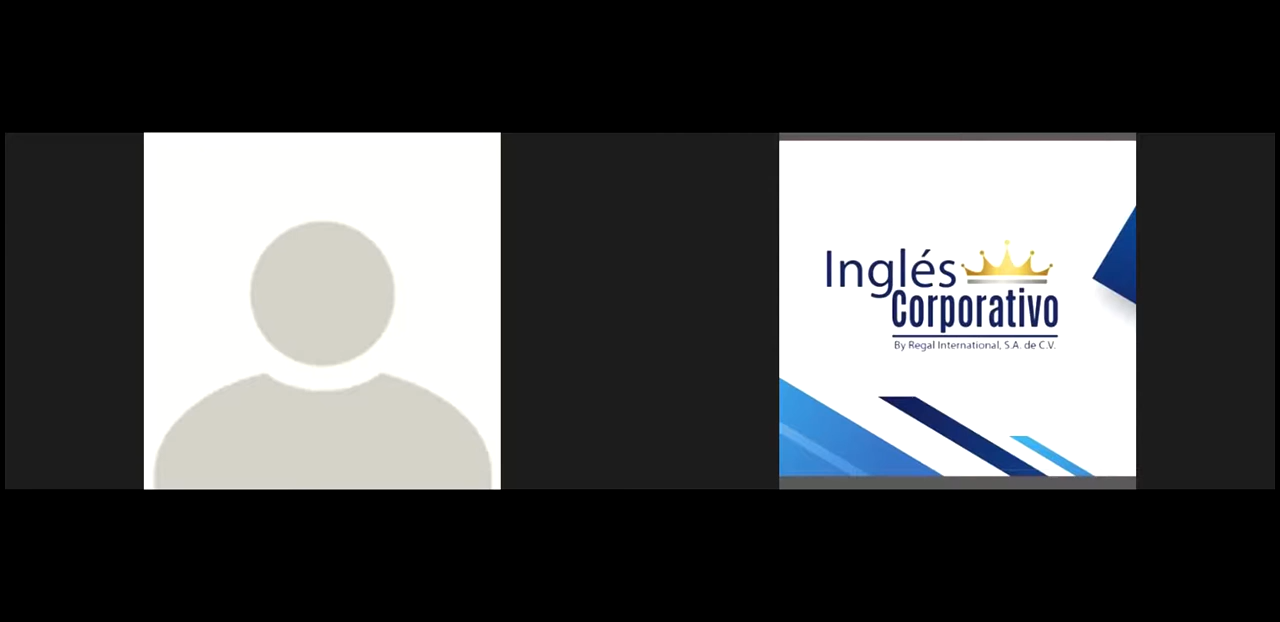 Inglés
Corporativo
By Regal International, S.A. de C.V.